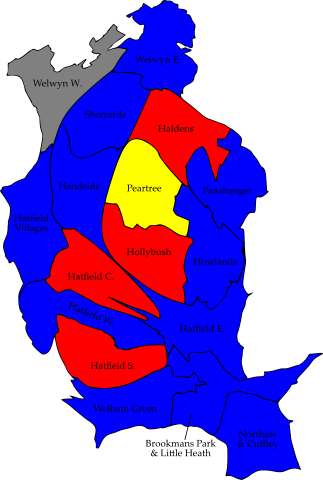 Welwyn E.
Welwyn W.
Sherrards
Haldens
Handside
Peartree
Panshanger
Hatfield
Villages
Hollybush
Howlands
Hatfield C.
Hatfield W.
Hatfield E.
Hatfield S.
Welham Green
Brookmans Park
& Little Heath
Northaw
& Cuffley